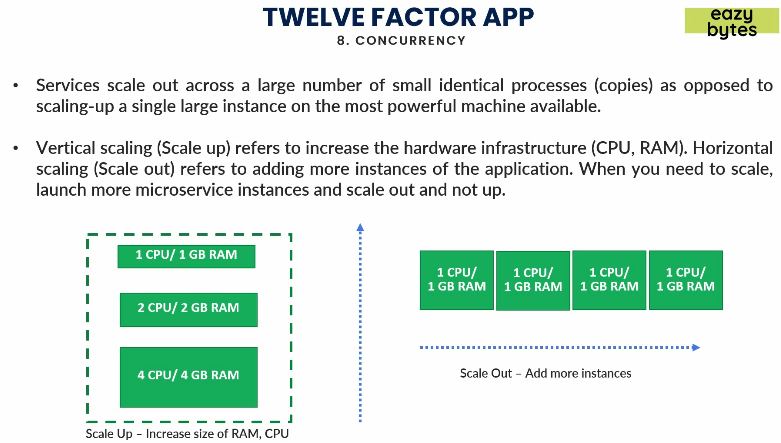 TWELVE FACTOR APP
8. CONCURRENCY
eazy
bytes
• Services scale out across a large number of small identical processes (copies) as opposed to
scaling-up a single large instance on the most powerful machine available.
• Vertical scaling (Scale up) refers to increase the hardware infrastructure (CPU, RAM). Horizontal
scaling (Scale out) refers to adding more instances of the application. When you need to scale,
launch more microservice instances and scale out and not up.
1 CPU/ 1 GB RAM
2 CPU/ 2 GB RAM
4 CPU/ 4 GB RAM
Scale Up – Increase size of RAM, CPU
1 CPU/
1 GB RAM
1 CPU/
1 GB RAM
1 CPU/
1 GB RAM
1 CPU/
1 GB RAM
Scale Out – Add more instances